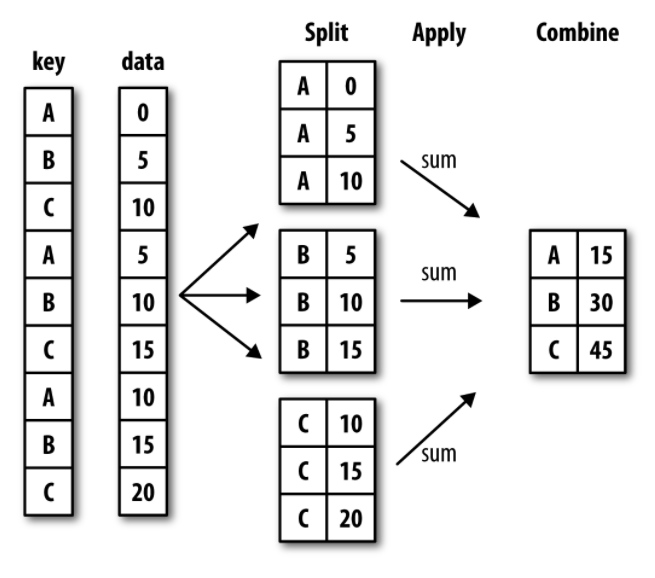 Split Apply Combine
key data
A 0
B 5
C 10
A 5
B 10
C 15
A 10
B 15
C 20
A 0
A 5
A 10
B 5
B 10
B 15
C 10
C 15
C 20
sum
sum
sum
A 15
B 30
C 45